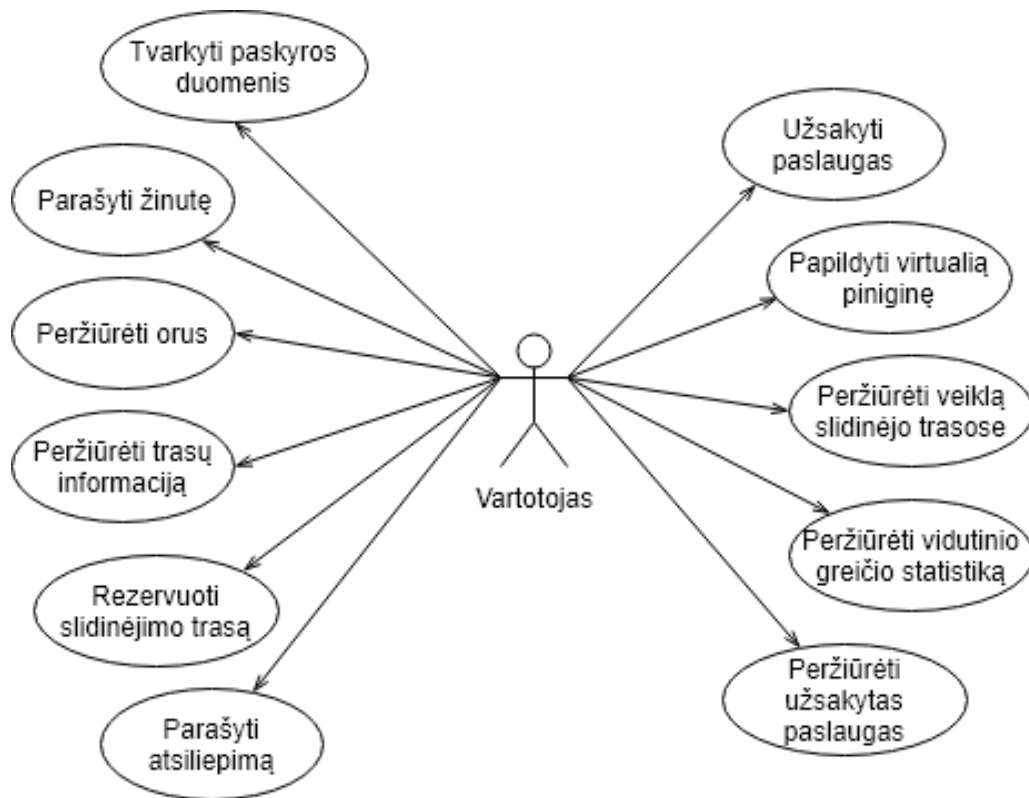 Tvarkyti paskyros
duomenis
Parašyti žinutę
Peržiūrėti orus
Peržiūrėti trasų
informaciją
Rezervuoti
slidinėjimo trasą
Parašyti
atsiliepimą
Vartotojas
Užsakyti
paslaugas
Papildyti virtualią
piniginę
Peržiūrėti veiklą
slidinėjo trasose
Peržiūrėti vidutinio
greičio statistiką
Peržiūrėti
užsakytas
paslaugas